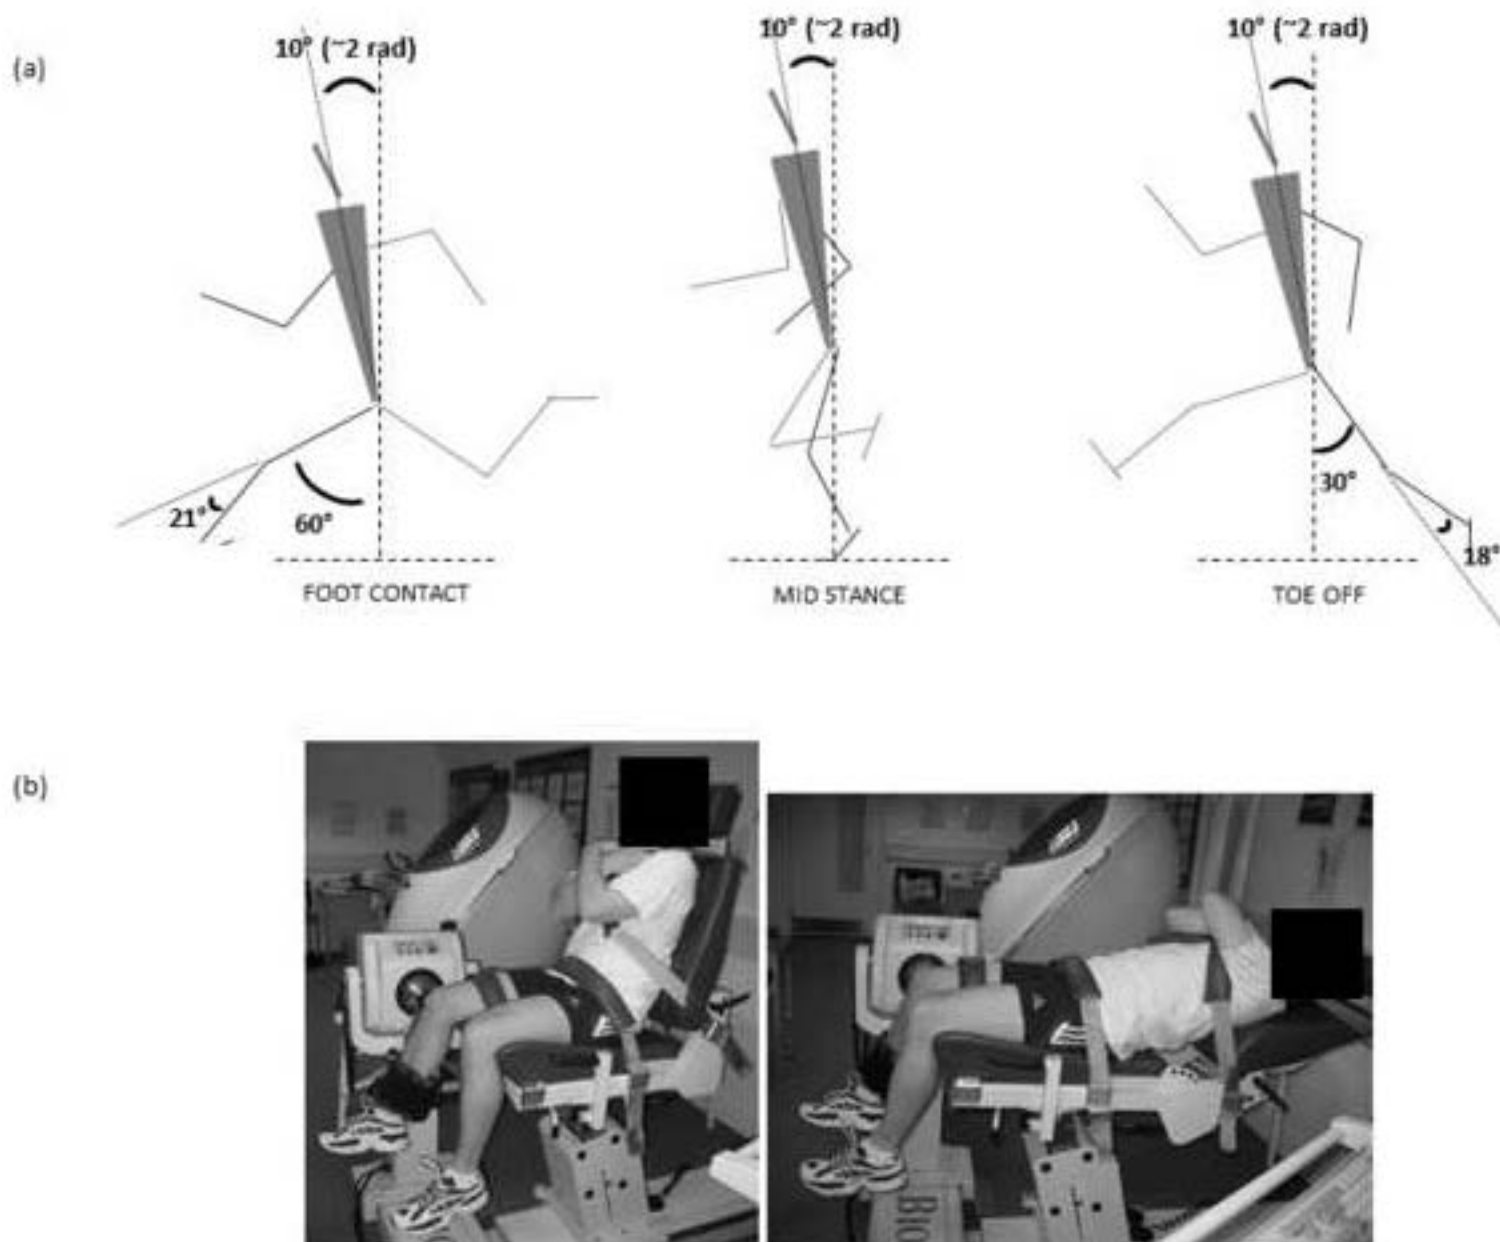 (a)
10° (~2 rad)
10° (~2 rad)
10° (~2 rad)
21°
60°
30°
18°
FOOT CONTACT
MID STANCE
TOE OFF
(b)
Bio